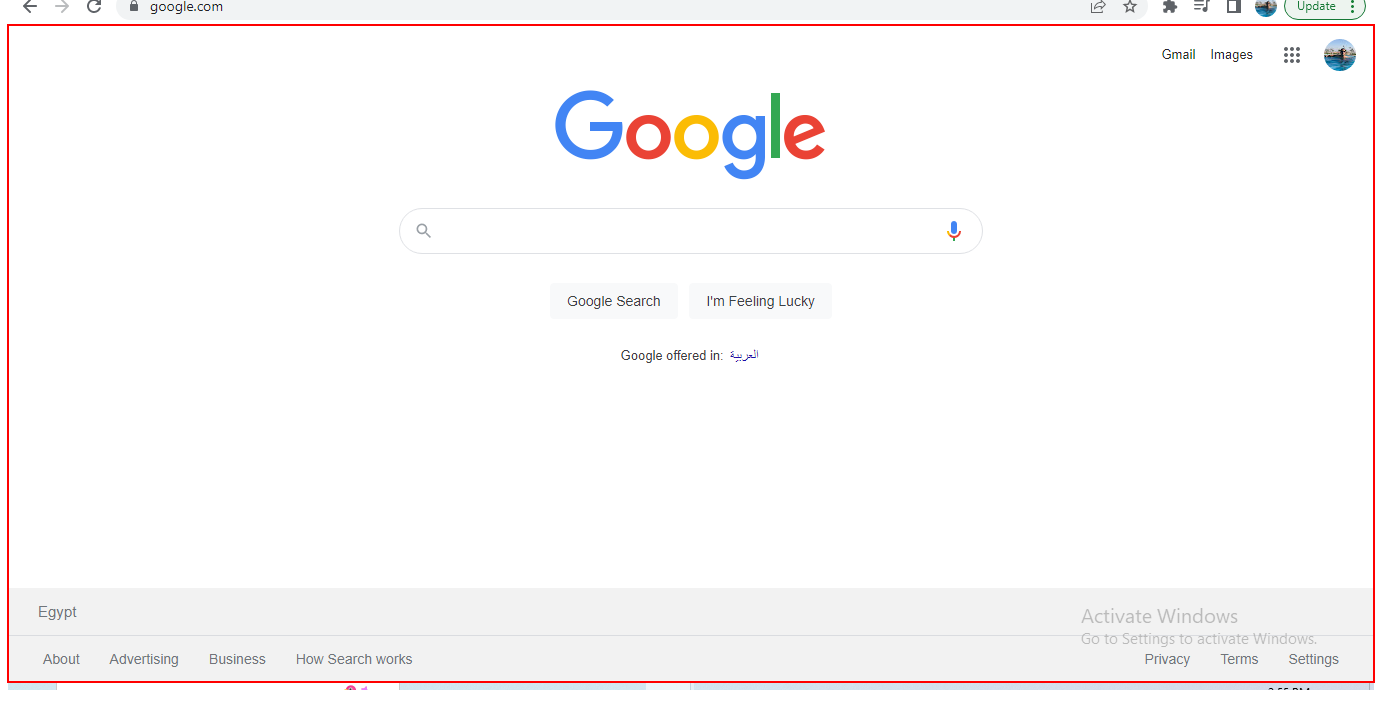 google.com
Update
Gmail Images
Google
Google Search I'm Feeling Lucky
Google offered in: العربية
Egypt
Activate Windows
Go to Settings to activate Windows.
About Advertising Business How Search works Privacy Terms Settings